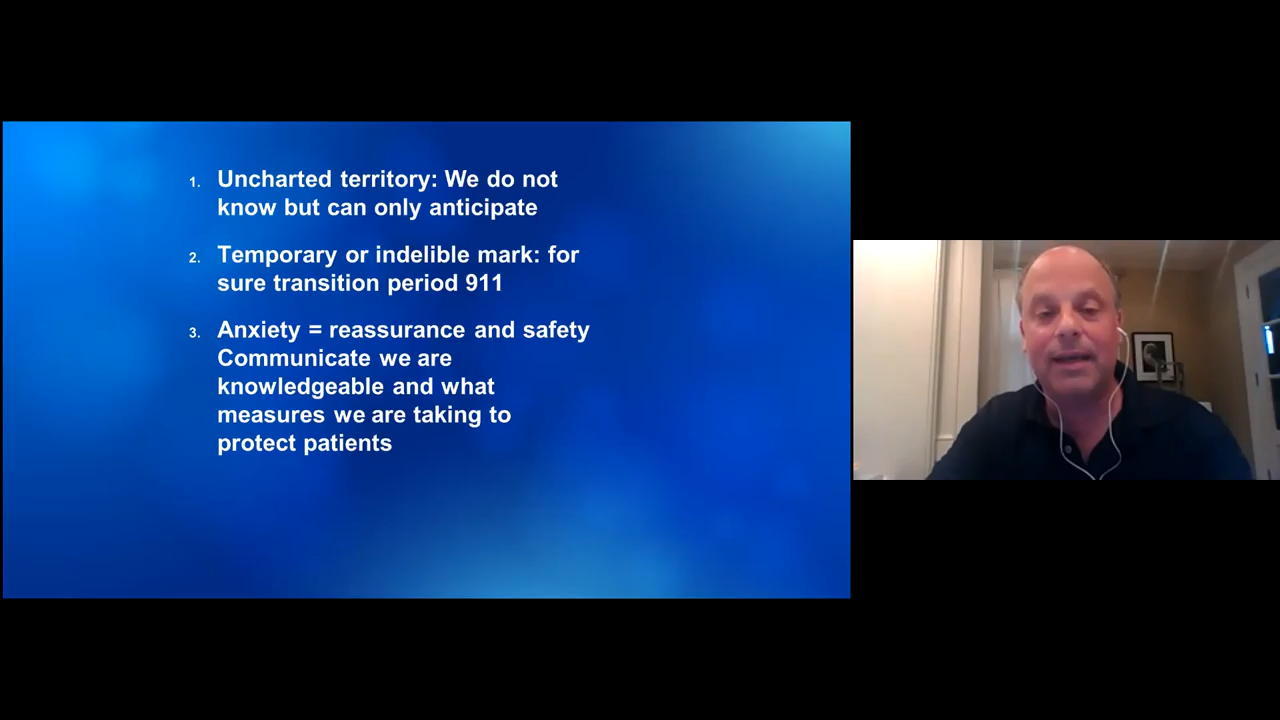 1. Uncharted territory: We do not
know but can only anticipate
2. Temporary or indelible mark: for
sure transition period 911
3. Anxiety = reassurance and safety
Communicate we are
knowledgeable and what
measures we are taking to
protect patients